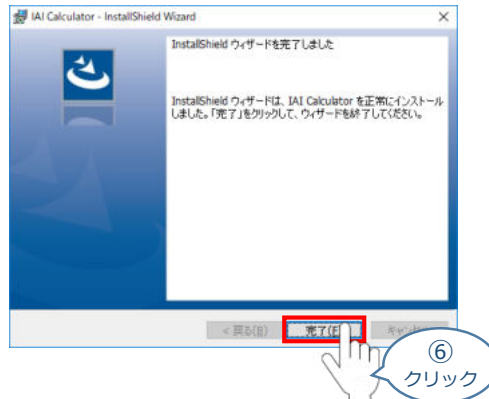 IAI Calculator - InstallShield Wizard
InstallShield ウィザードを完了しました
InstallShield ウィザードは、IAI Calculator を正常にインストール
しました。「完了」をクリックして、ウィザードを終了してください。
< 戻る(B)
完了(F)
⑥
クリック